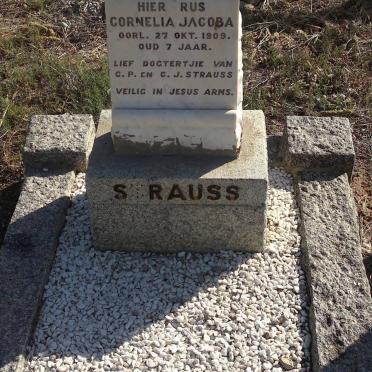 HIER RUS
CORNELIA JACOBA
OORL. 27 OKT. 1909.
OUD 7 JAAR.
LIEF DOGTERTJIE VAN
C. P. EN C. J. STRAUSS
VEILIG IN JESUS ARMS.
STRAUSS